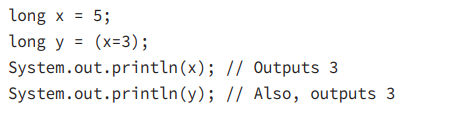 long x = 5;
long y = (x=3);
System.out.println(x); // Outputs 3
System.out.println(y); // Also, outputs 3